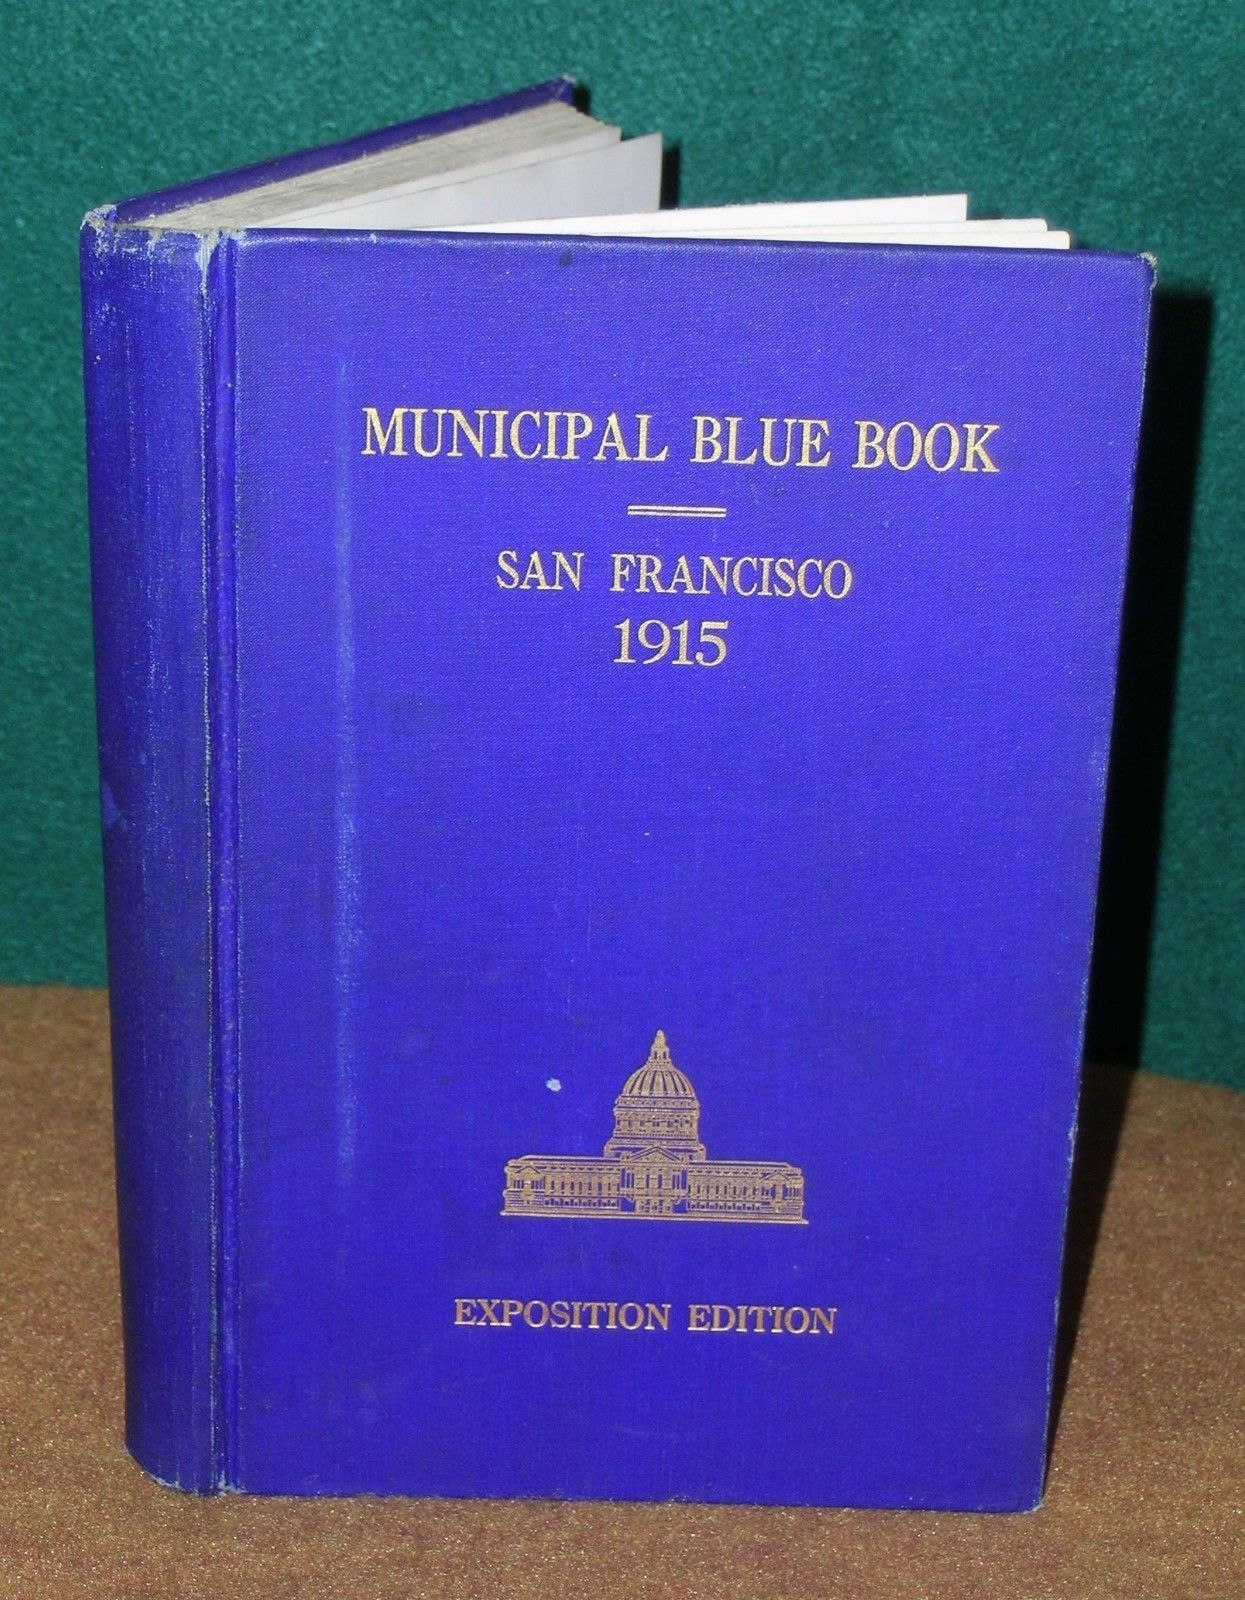 MUNICIPAL BLUE BOOK
SAN FRANCISCO
1915
EXPOSITION EDITION